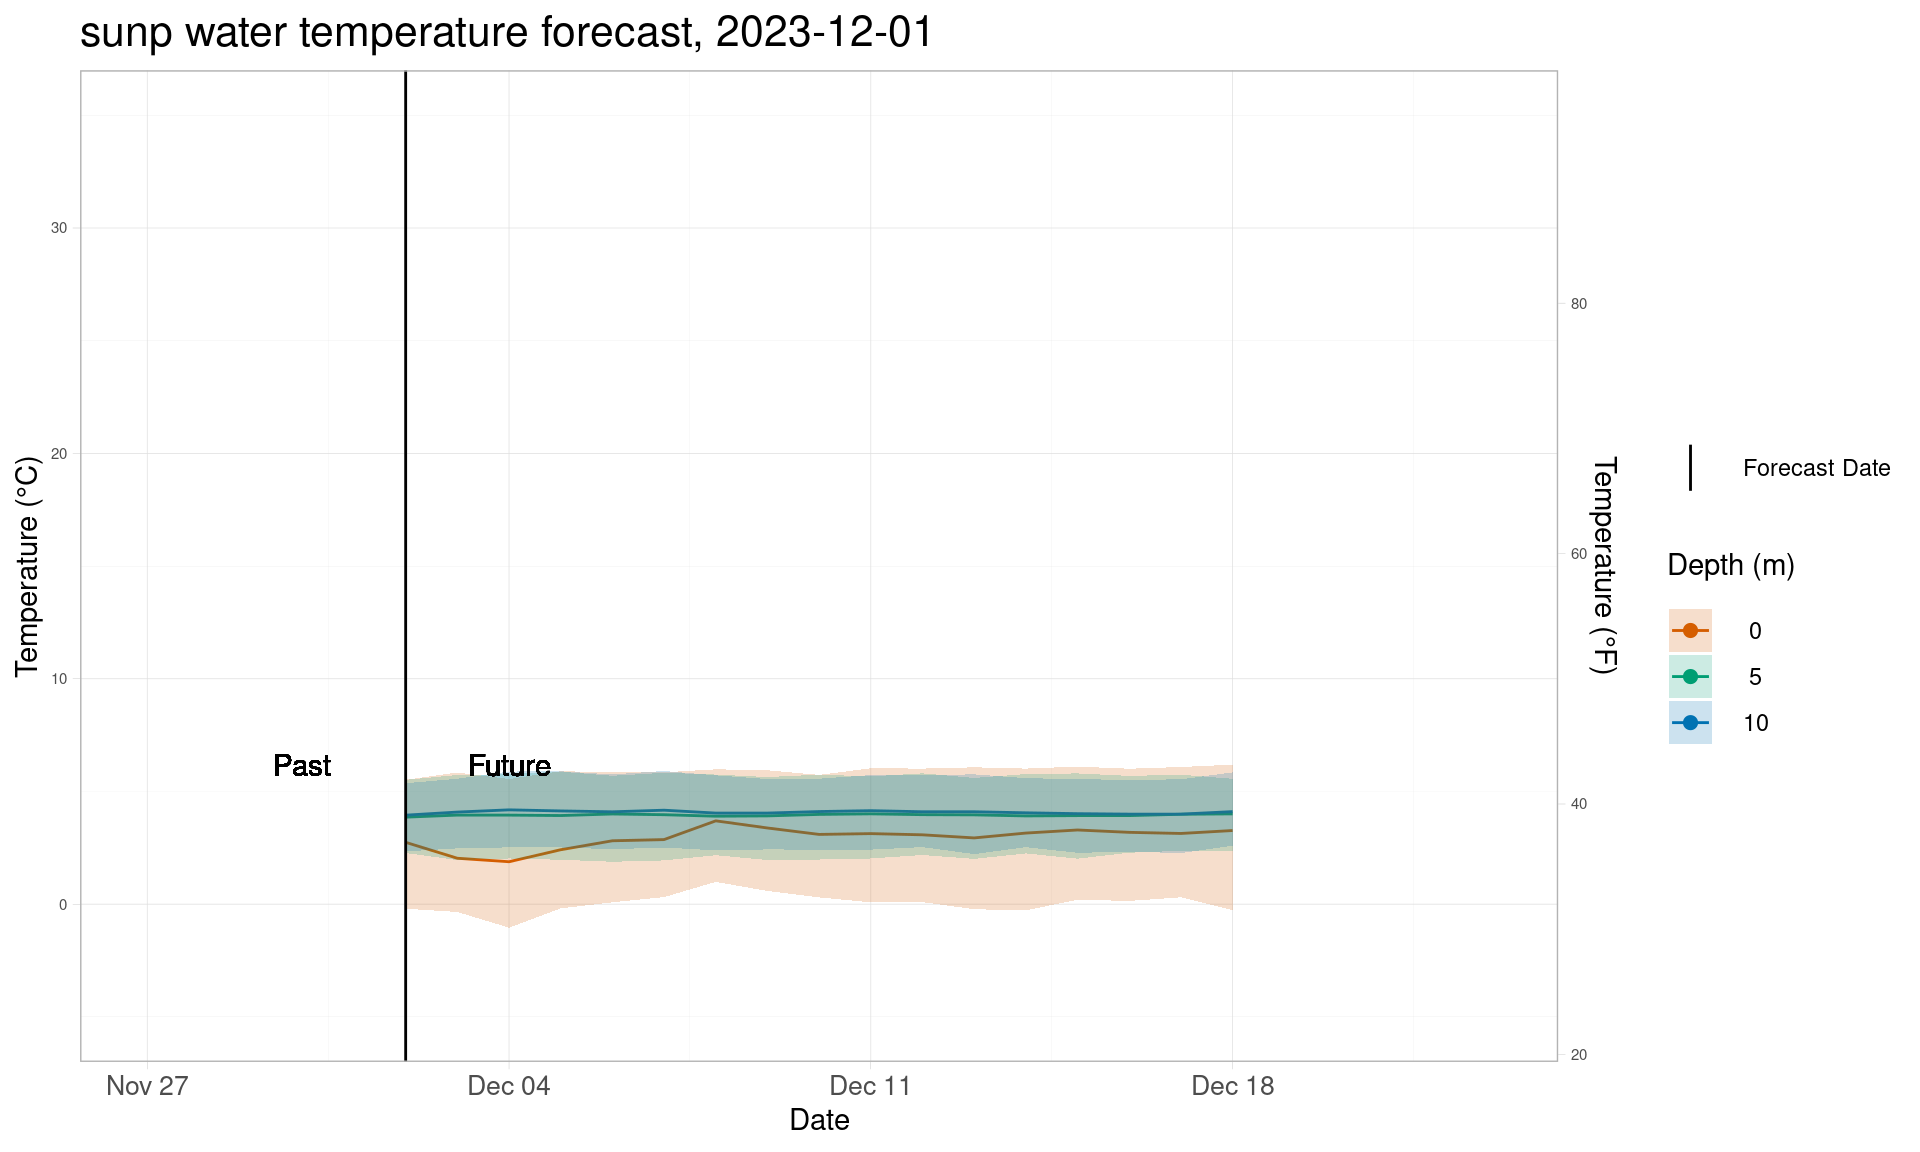 sunp water temperature forecast, 2023-12-01
Temperature (°C)
30
20
10
0
Past
Future
80
60
40
20
Temperature (°F)
Nov 27
Dec 04
Dec 11
Dec 18
Date
Forecast Date
Depth (m)
0
5
10